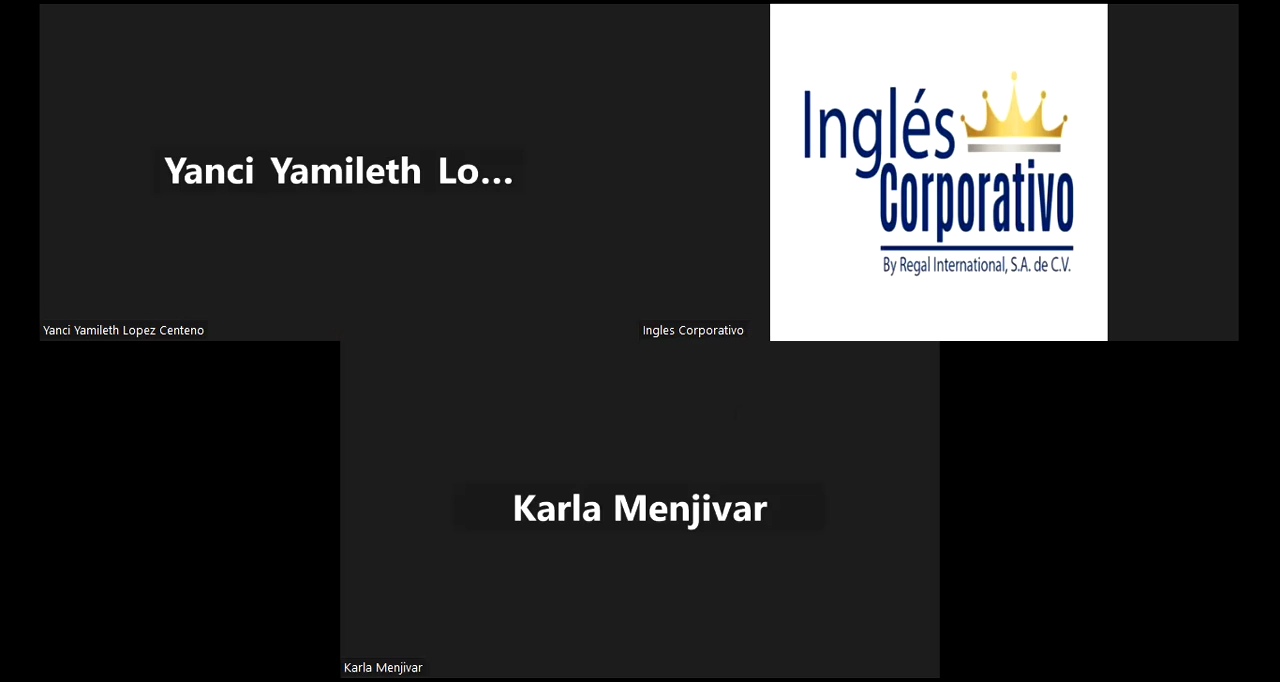 Yanci Yamileth Lo...
Yanci Yamileth Lopez Centeno
Inglés
Corporativo
By Regal International, S.A. de C.V.
Ingles Corporativo
Karla Menjivar
Karla Menjivar